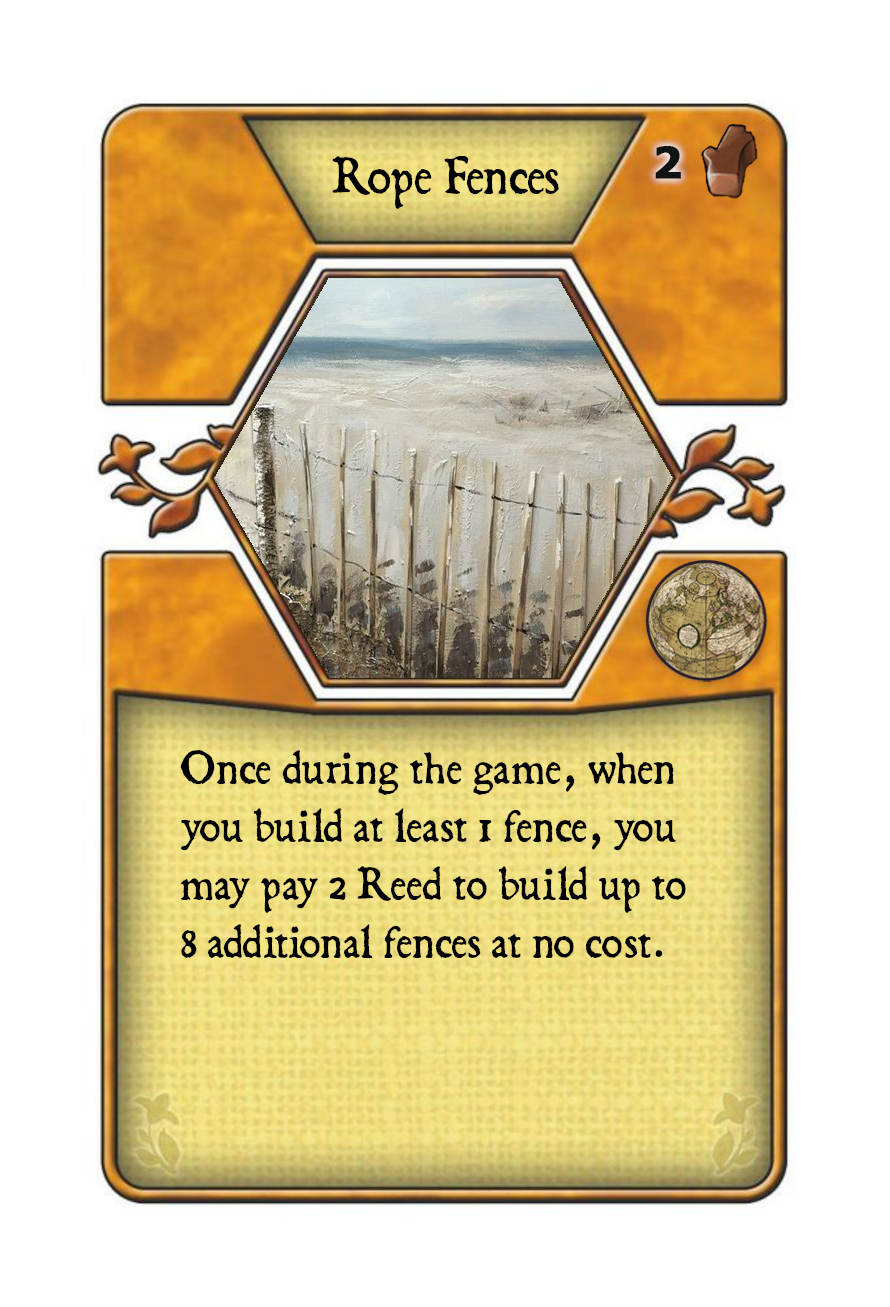 Rope Fences
2
Once during the game, when
you build at least 1 fence, you
may pay 2 Reed to build up to
8 additional fences at no cost.